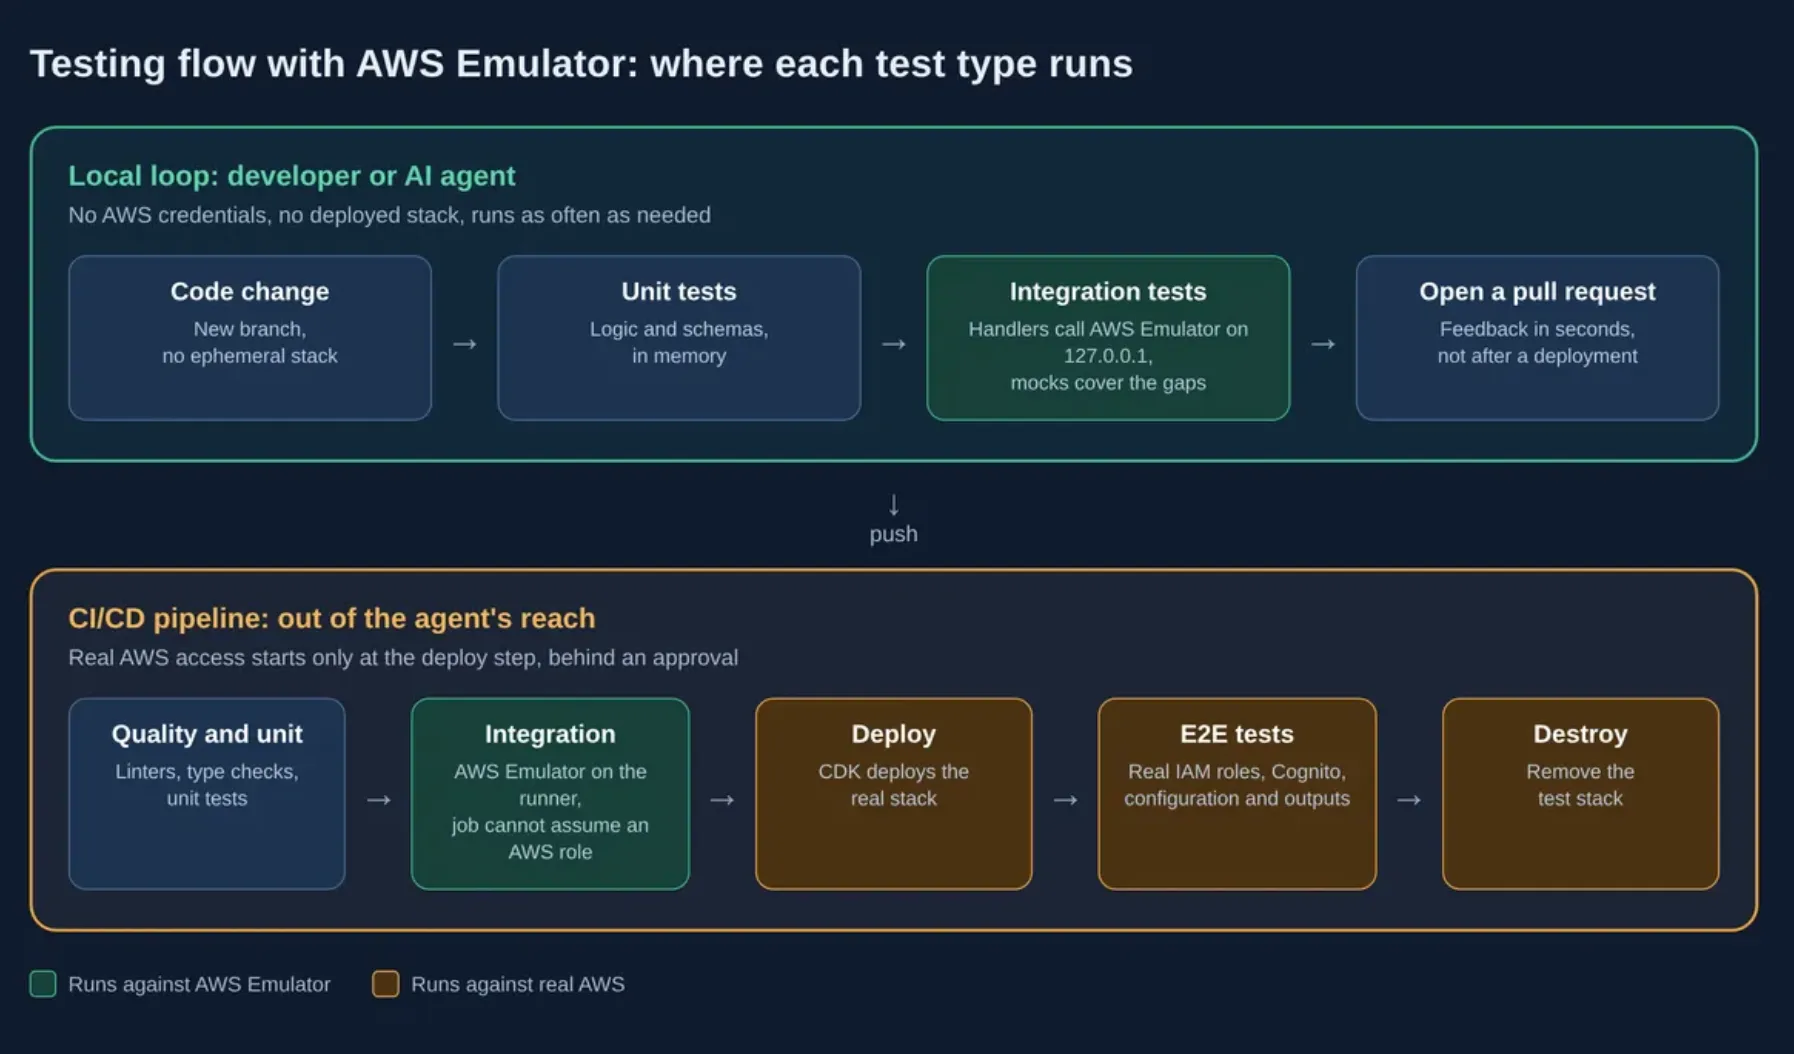 Testing flow with AWS Emulator: where each test type runs
Local loop: developer or AI agent
No AWS credentials, no deployed stack, runs as often as needed
Code change
New branch,
no ephemeral stack
→
Unit tests
Logic and schemas,
in memory
→
Integration tests
Handlers call AWS Emulator on
127.0.0.1,
mocks cover the gaps
→
Open a pull request
Feedback in seconds,
not after a deployment
↓
push
CI/CD pipeline: out of the agent's reach
Real AWS access starts only at the deploy step, behind an approval
Quality and unit
Linters, type checks,
unit tests
→
Integration
AWS Emulator on the
runner,
job cannot assume an
AWS role
→
Deploy
CDK deploys the
real stack
→
E2E tests
Real IAM roles, Cognito,
configuration and outputs
→
Destroy
Remove the
test stack
Runs against AWS Emulator
Runs against real AWS